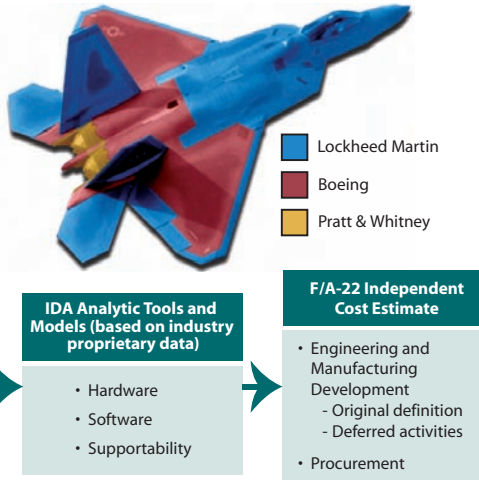 Lockheed Martin
Boeing
Pratt & Whitney
IDA Analytic Tools and
Models (based on industry
proprietary data)
• Hardware
• Software
• Supportability
F/A-22 Independent
Cost Estimate
• Engineering and
Manufacturing
Development
- Original definition
- Deferred activities
• Procurement